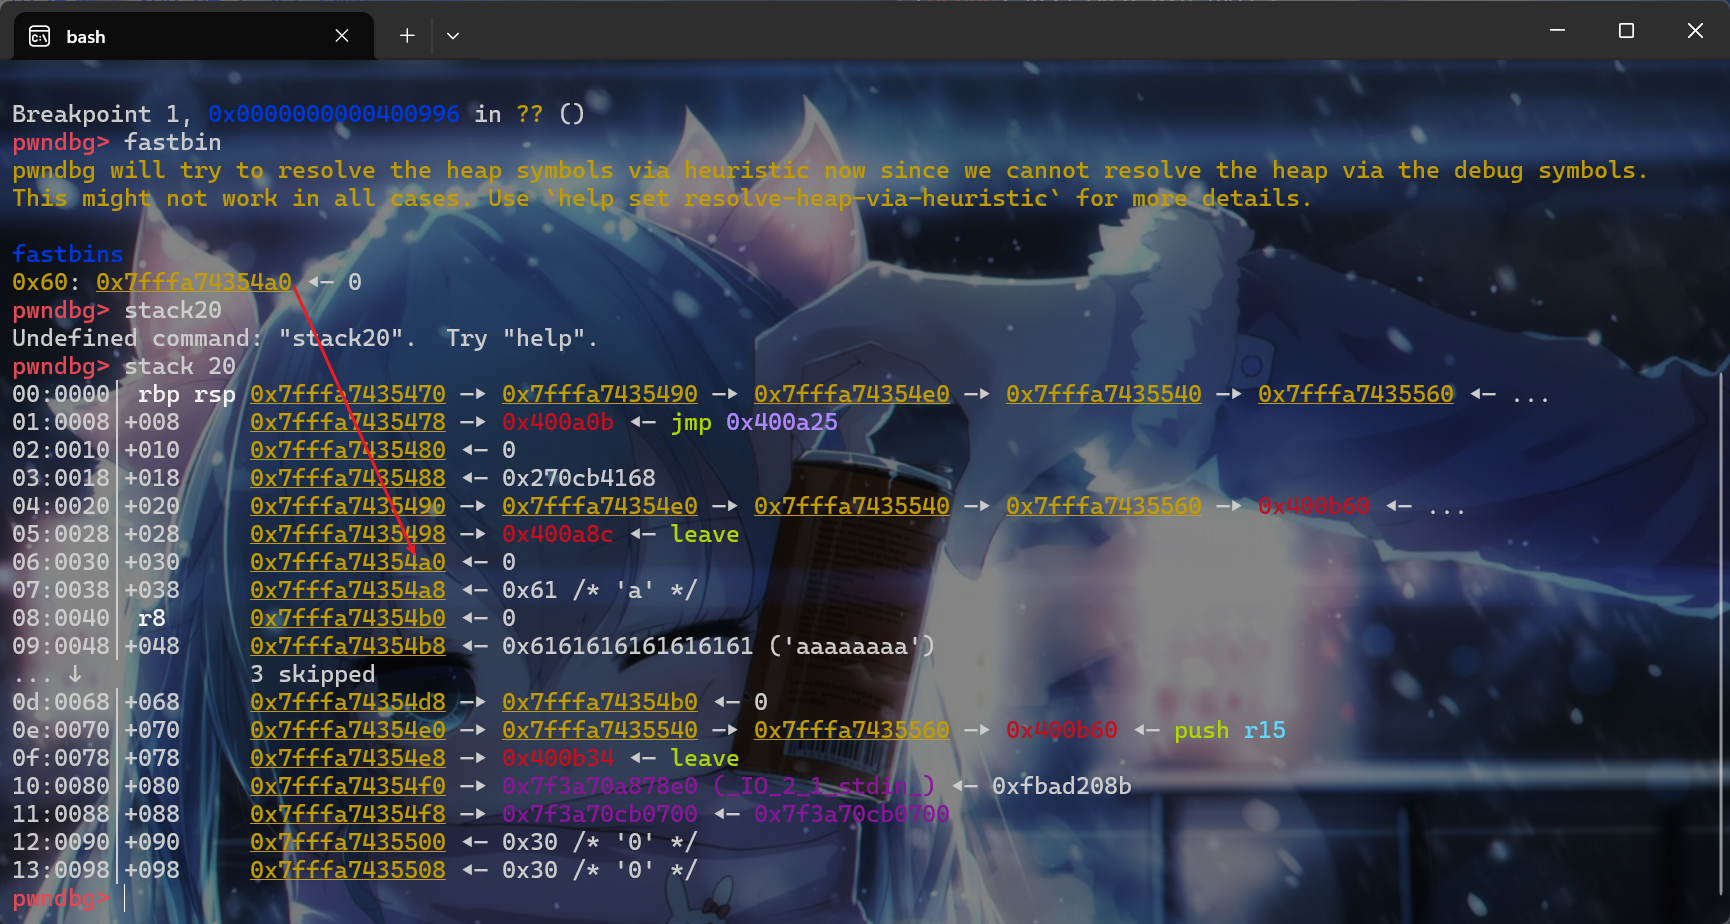 bash
Breakpoint 1, 0x0000000000400996 in ?? ()
pwndbg> fastbin
pwndbg will try to resolve the heap symbols via heuristic now since we cannot resolve the heap via the debug symbols.
This might not work in all cases. Use `help set resolve-heap-via-heuristic` for more details.
fastbins
0x60: 0x7fffa74354a0 ◂— 0
pwndbg> stack20
Undefined command: "stack20".  Try "help".
pwndbg> stack 20
00:0000│ rbp rsp 0x7fffa7435470 —▸ 0x7fffa7435490 —▸ 0x7fffa74354e0 —▸ 0x7fffa7435540 —▸ 0x7fffa7435560 ◂— ...
01:0008│+008     0x7fffa7435478 —▸ 0x400a0b ◂— jmp 0x400a25
02:0010│+010     0x7fffa7435480 ◂— 0
03:0018│+018     0x7fffa7435488 ◂— 0x270cb4168
04:0020│+020     0x7fffa7435490 —▸ 0x7fffa74354e0 —▸ 0x7fffa7435540 —▸ 0x7fffa7435560 —▸ 0x400b60 ◂— ...
05:0028│+028     0x7fffa7435498 —▸ 0x400a8c ◂— leave
06:0030│+030     0x7fffa74354a0 ◂— 0
07:0038│+038     0x7fffa74354a8 ◂— 0x61 /* 'a' */
08:0040│ r8      0x7fffa74354b0 ◂— 0
09:0048│+048     0x7fffa74354b8 ◂— 0x6161616161616161 ('aaaaaaaa')
... ↓            3 skipped
0d:0068│+068     0x7fffa74354d8 —▸ 0x7fffa74354b0 ◂— 0
0e:0070│+070     0x7fffa74354e0 —▸ 0x7fffa7435540 —▸ 0x7fffa7435560 —▸ 0x400b60 ◂— push r15
0f:0078│+078     0x7fffa74354e8 —▸ 0x400b34 ◂— leave
10:0080│+080     0x7fffa74354f0 —▸ 0x7f3a70a878e0 (_IO_2_1_stdin_) ◂— 0xfbad208b
11:0088│+088     0x7fffa74354f8 —▸ 0x7f3a70cb0700 ◂— 0x7f3a70cb0700
12:0090│+090     0x7fffa7435500 ◂— 0x30 /* '0' */
13:0098│+098     0x7fffa7435508 ◂— 0x30 /* '0' */
pwndbg>